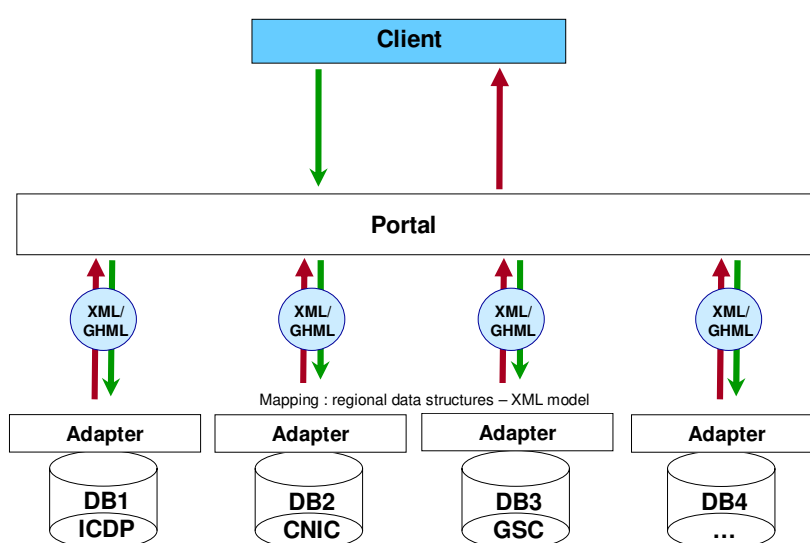 Client
Portal
XML/
GHML
XML/
GHML
XML/
GHML
XML/
GHML
Mapping : regional data structures – XML model
Adapter
Adapter
Adapter
Adapter
DB1
ICDP
DB2
CNIC
DB3
GSC
DB4
...